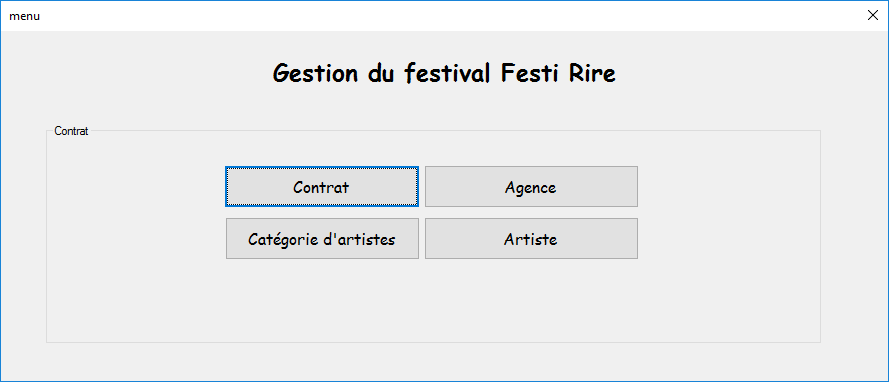 menu
Gestion du festival Festi Rire
Contrat
Contrat
Agence
Catégorie d'artistes
Artiste